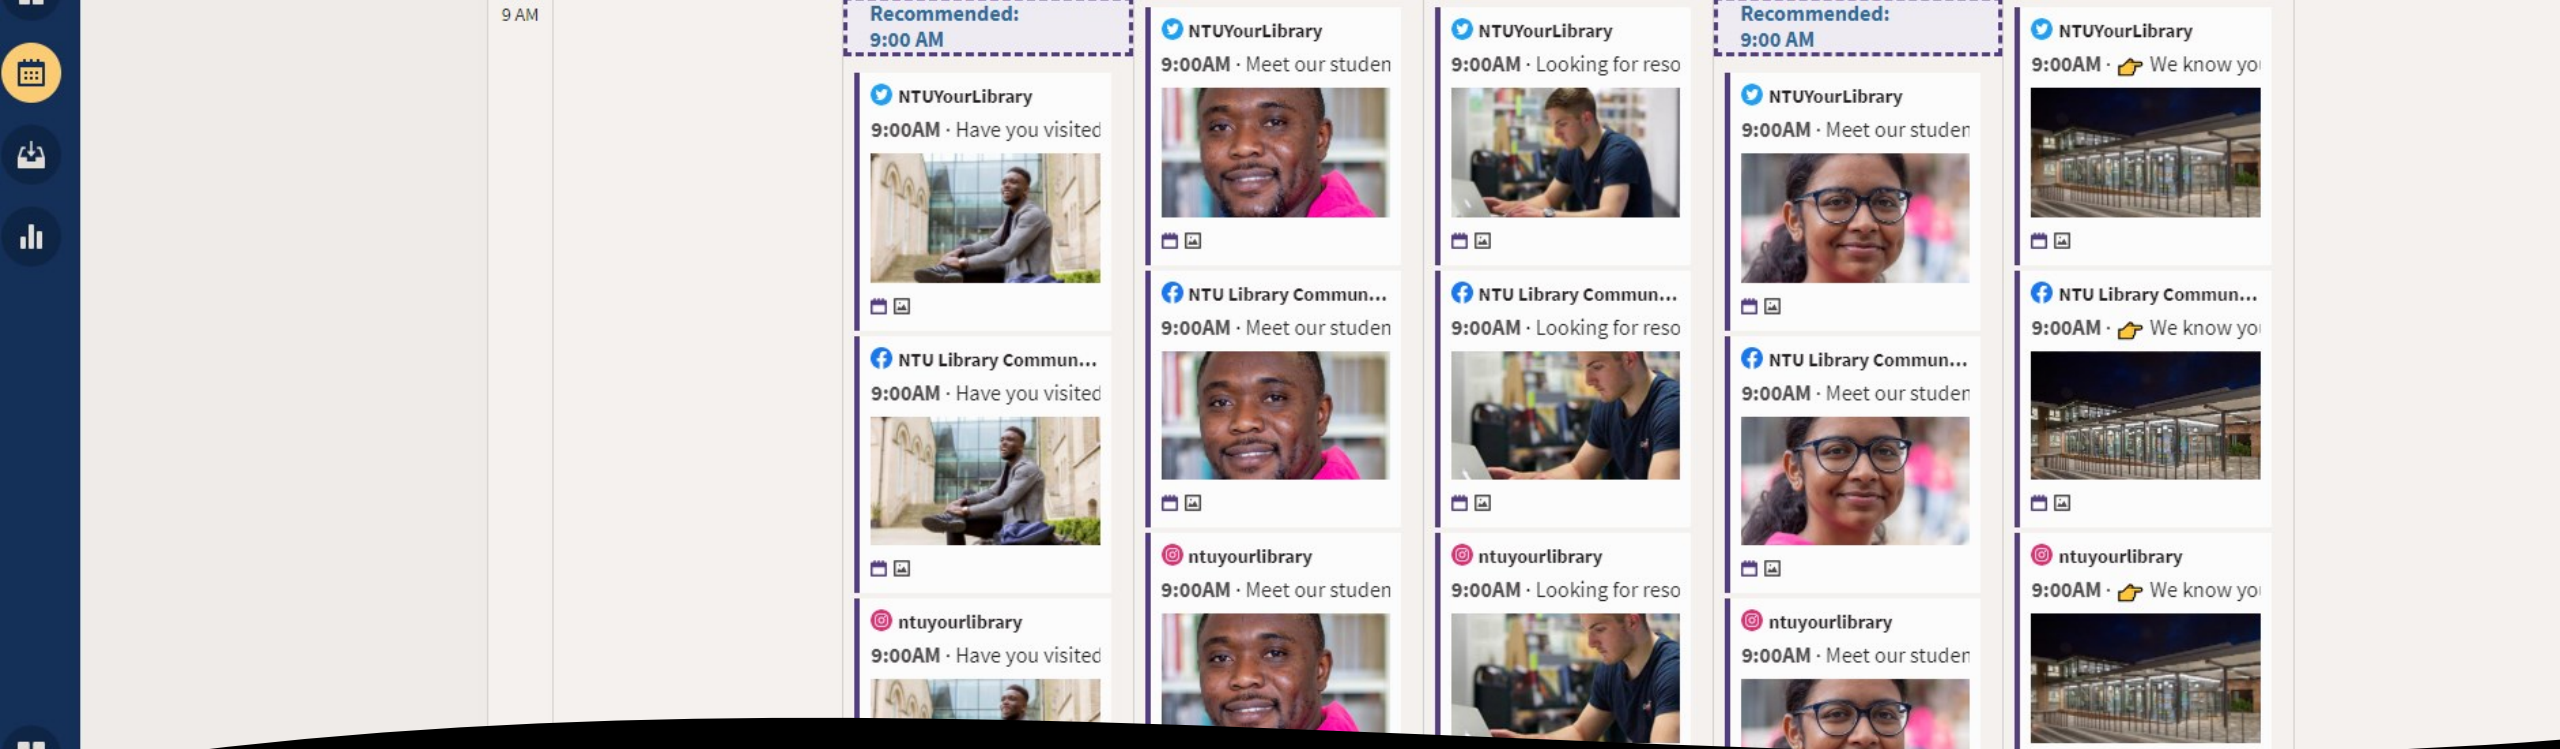 9 AM
Recommended:
9:00 AM
NTUYourLibrary
9:00AM · Have you visited
NTU Library Commun...
9:00AM · Have you visited
ntuyourlibrary
9:00AM · Have you visited
NTUYourLibrary
9:00AM · Meet our studen
NTU Library Commun...
9:00AM · Meet our studen
ntuyourlibrary
9:00AM · Meet our studen
NTUYourLibrary
9:00AM · Looking for reso
NTU Library Commun...
9:00AM · Looking for reso
ntuyourlibrary
9:00AM · Looking for reso
Recommended:
9:00 AM
NTUYourLibrary
9:00AM · Meet our studen
NTU Library Commun...
9:00AM · Meet our studen
ntuyourlibrary
9:00AM · Meet our studen
NTUYourLibrary
9:00AM · 👉 We know you
NTU Library Commun...
9:00AM · 👉 We know you
ntuyourlibrary
9:00AM · 👉 We know you